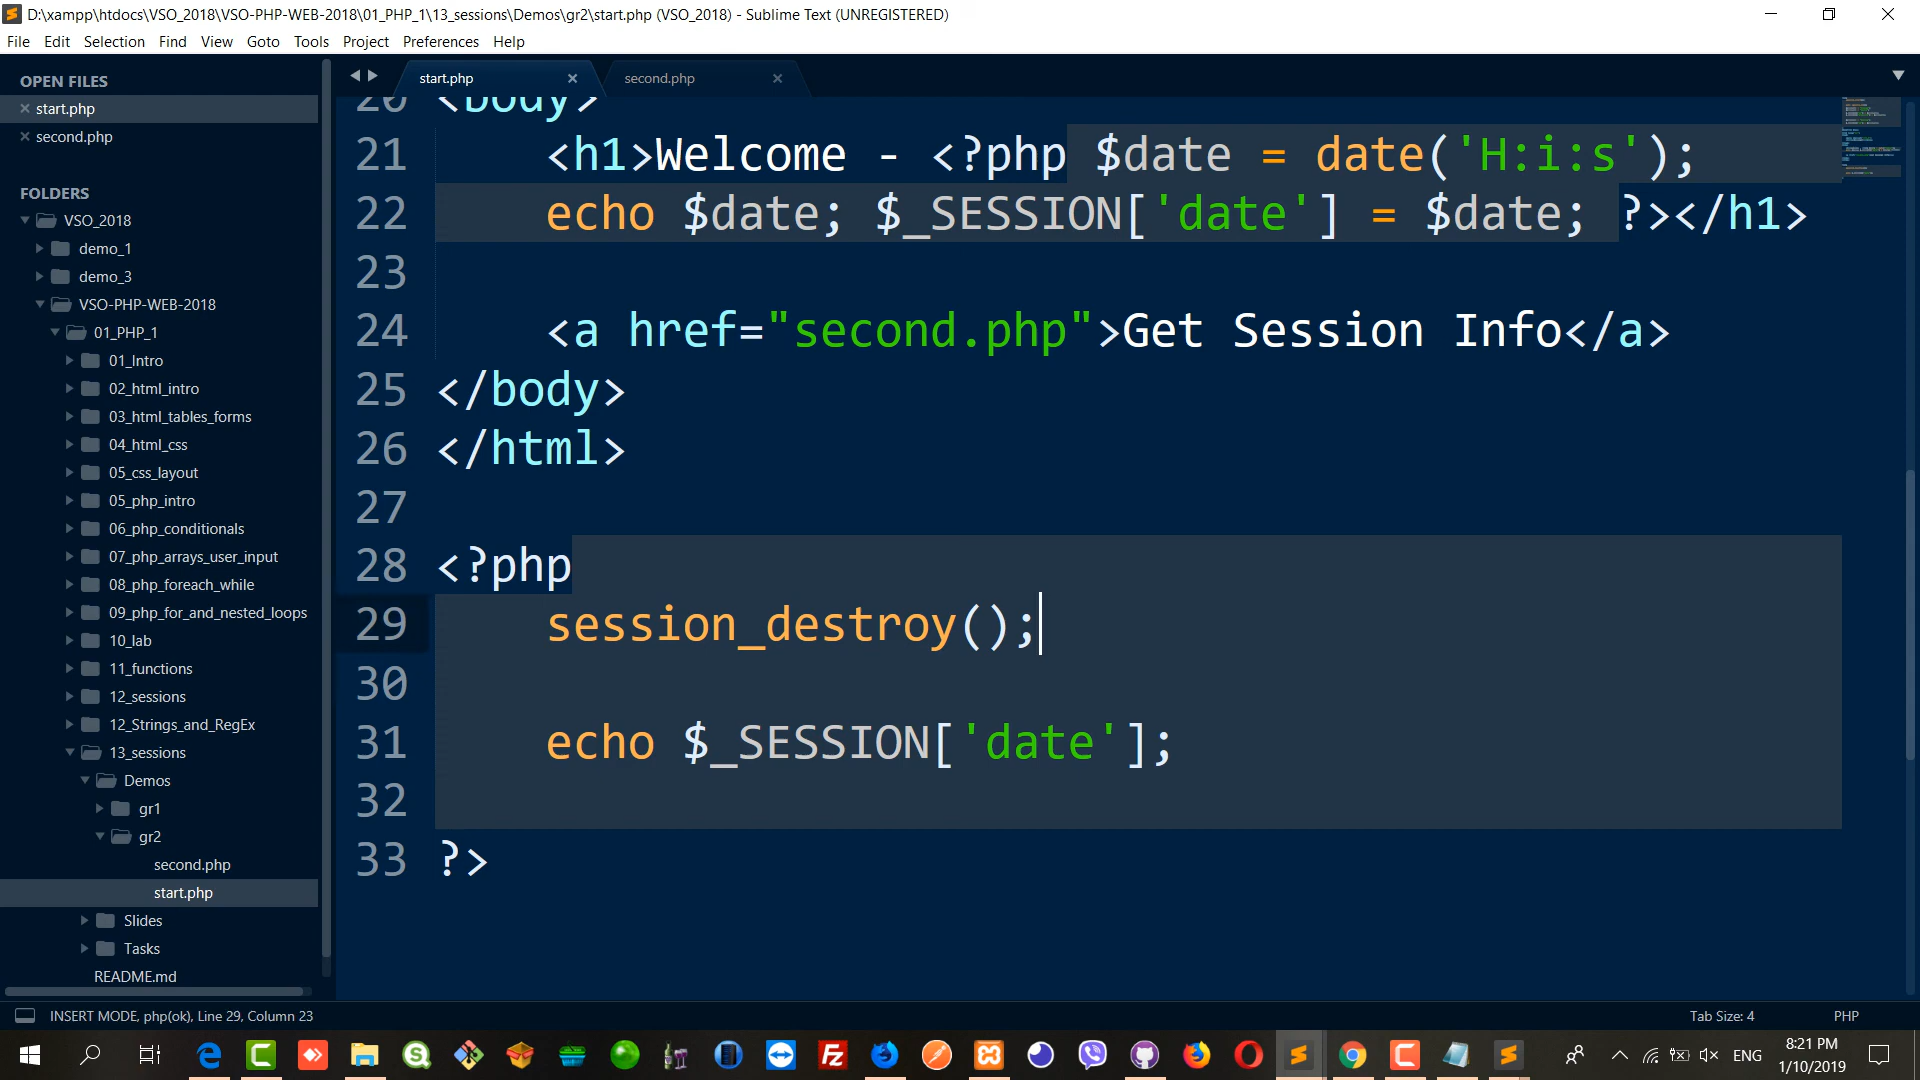 D:\xampp\htdocs\VSO_2018\VSO-PHP-WEB-2018\01_PHP_1\13_sessions\Demos\gr2\start.php (VSO_2018) - Sublime Text (UNREGISTERED)
File Edit Selection Find View Goto Tools Project Preferences Help
OPEN FILES
start.php
second.php
FOLDERS
VSO_2018
demo_1
demo_3
VSO-PHP-WEB-2018
01_PHP_1
01_Intro
02_html_intro
03_html_tables_forms
04_html_css
05_css_layout
05_php_intro
06_php_conditionals
07_php_arrays_user_input
08_php_foreach_while
09_php_for_and_nested_loops
10_lab
11_functions
12_sessions
12_Strings_and_RegEx
13_sessions
Demos
gr1
gr2
second.php
start.php
Slides
Tasks
README.md
start.php second.php
20 <body>
21 <h1>Welcome - <?php $date = date('H:i:s');
22 echo $date; $_SESSION['date'] = $date; ?></h1>
23
24 <a href="second.php">Get Session Info</a>
25 </body>
26 </html>
27
28 <?php
29 session_destroy();
30
31 echo $_SESSION['date'];
32
33 ?>
INSERT MODE, php(ok), Line 29, Column 23 Tab Size: 4 PHP
ENG
8:21 PM
1/10/2019